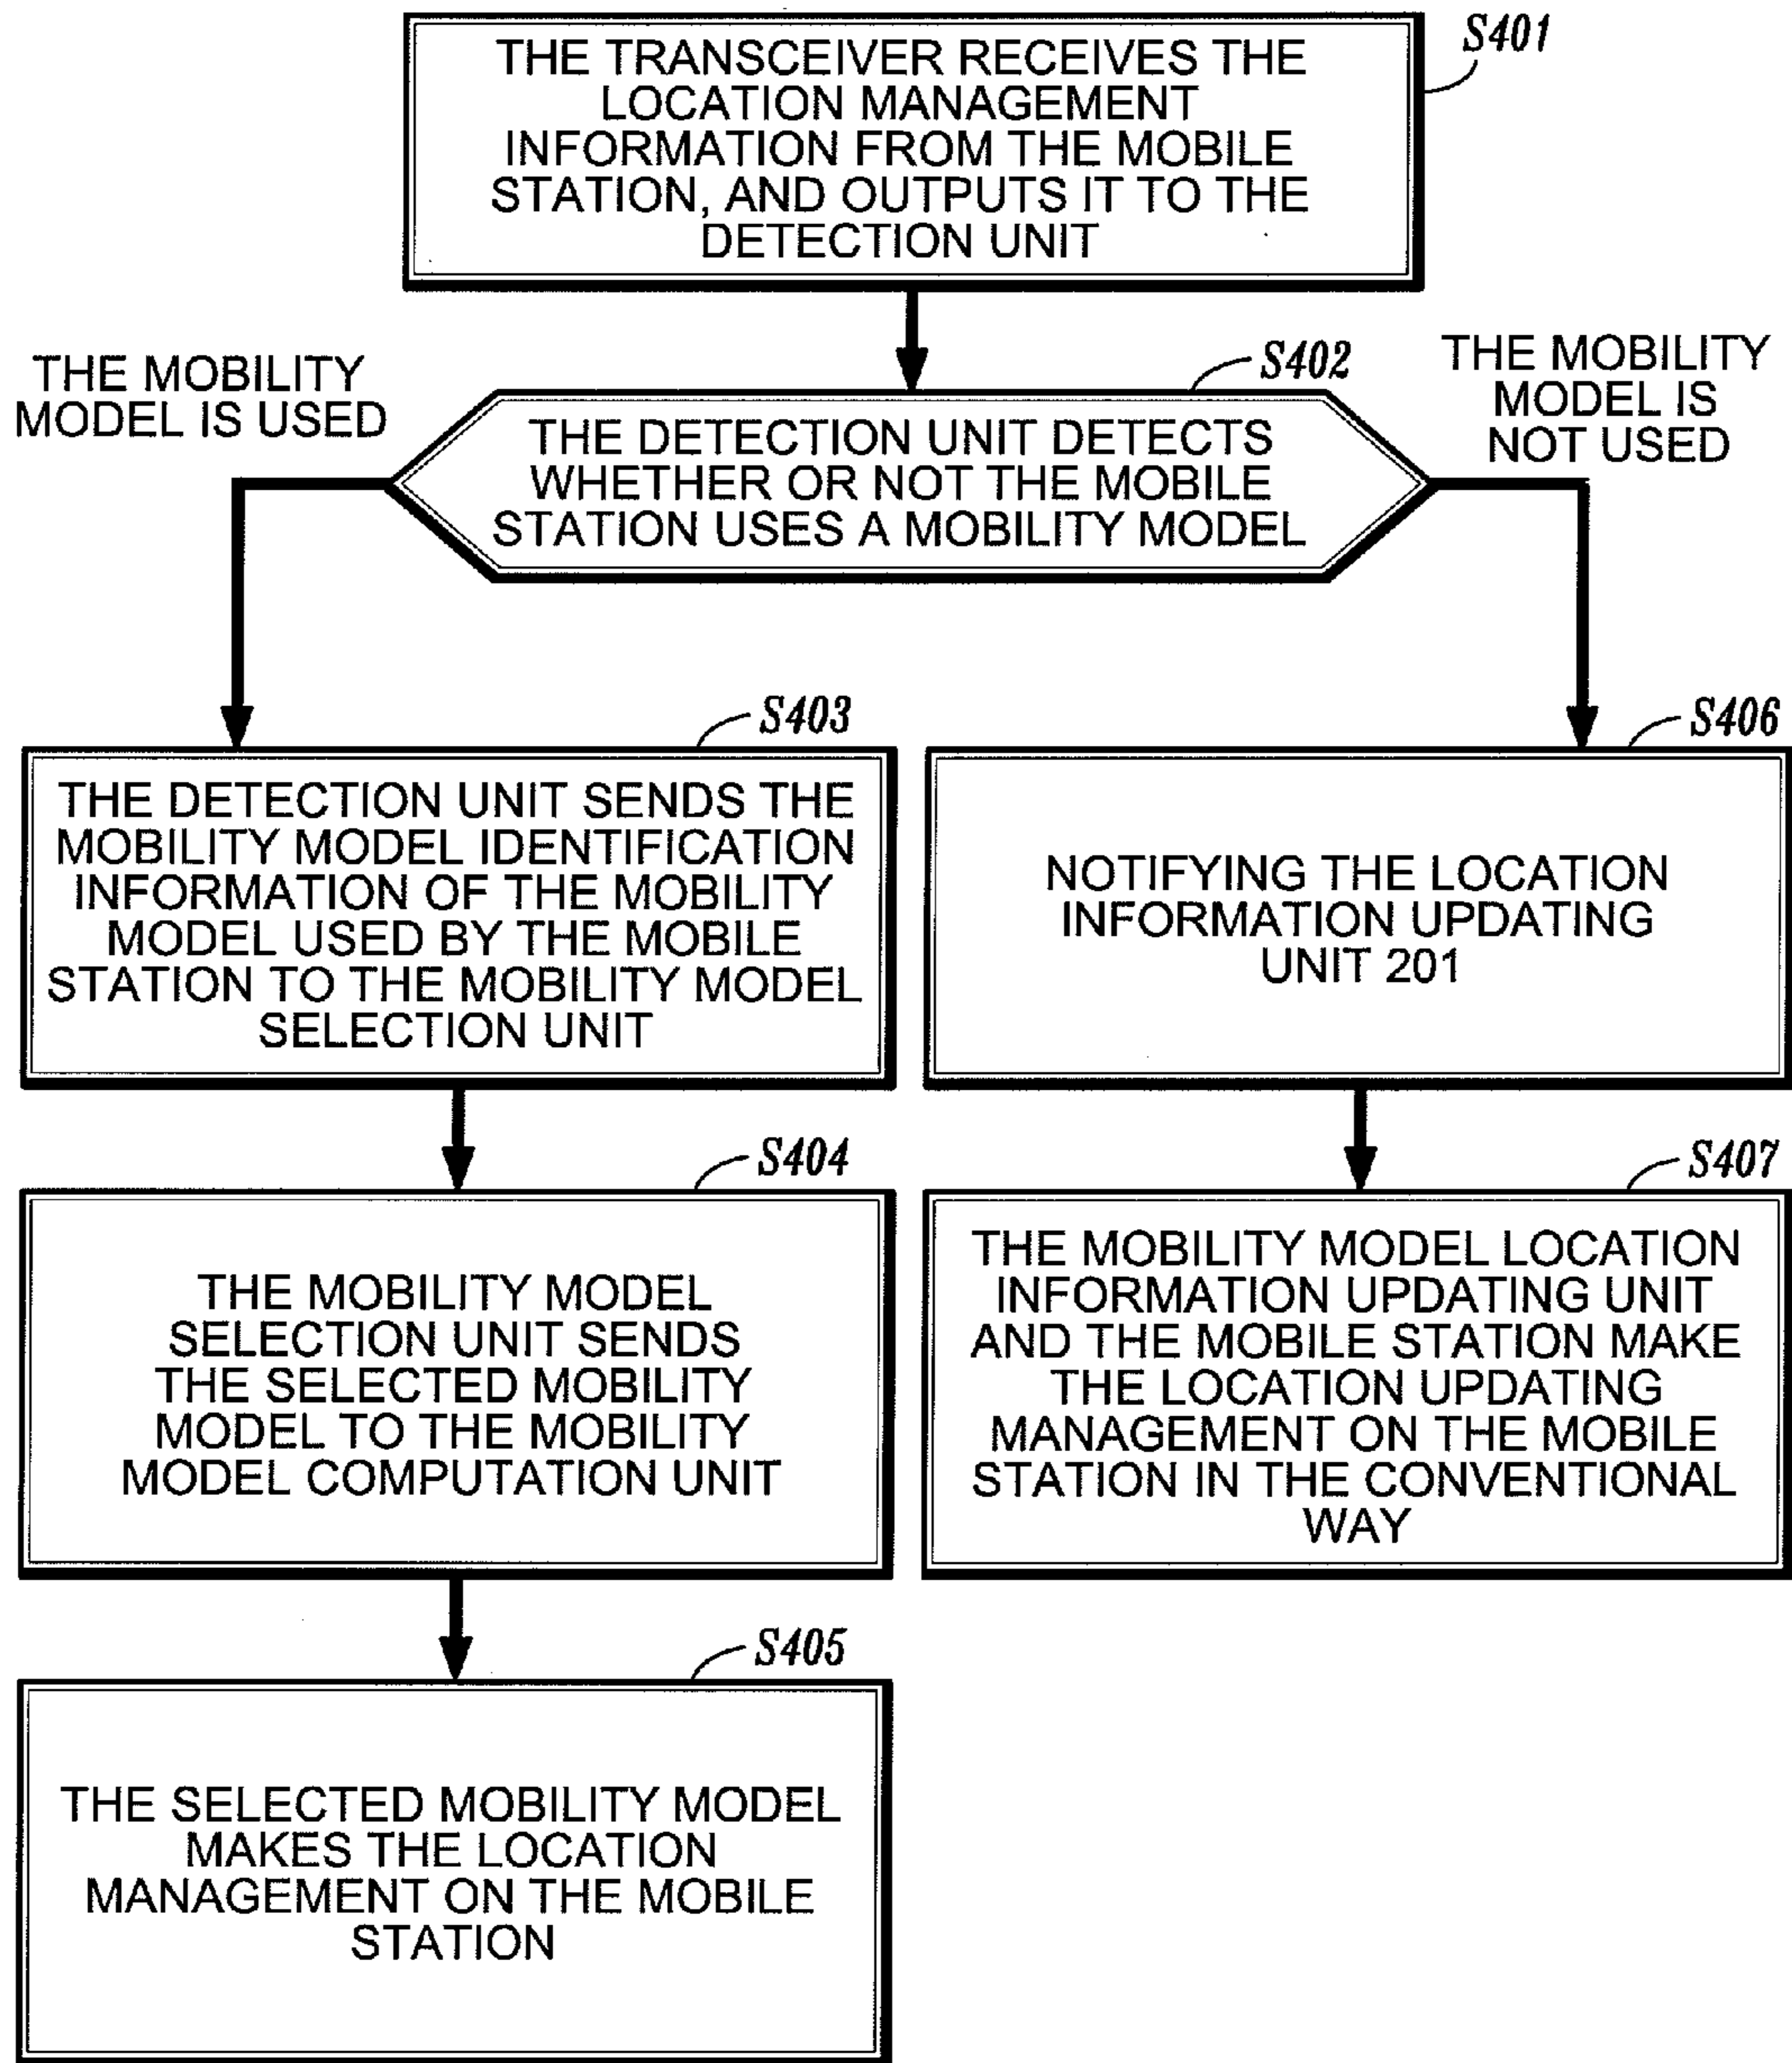 S401
THE TRANSCEIVER RECEIVES THE
LOCATION MANAGEMENT
INFORMATION FROM THE MOBILE
STATION, AND OUTPUTS IT TO THE
DETECTION UNIT
THE MOBILITY
MODEL IS USED
S402
THE MOBILITY
MODEL IS
NOT USED
THE DETECTION UNIT DETECTS
WHETHER OR NOT THE MOBILE
STATION USES A MOBILITY MODEL
S403
THE DETECTION UNIT SENDS THE
MOBILITY MODEL IDENTIFICATION
INFORMATION OF THE MOBILITY
MODEL USED BY THE MOBILE
STATION TO THE MOBILITY MODEL
SELECTION UNIT
S406
NOTIFYING THE LOCATION
INFORMATION UPDATING
UNIT 201
S404
THE MOBILITY MODEL
SELECTION UNIT SENDS
THE SELECTED MOBILITY
MODEL TO THE MOBILITY
MODEL COMPUTATION UNIT
S407
THE MOBILITY MODEL LOCATION
INFORMATION UPDATING UNIT
AND THE MOBILE STATION MAKE
THE LOCATION UPDATING
MANAGEMENT ON THE MOBILE
STATION IN THE CONVENTIONAL
WAY
S405
THE SELECTED MOBILITY MODEL
MAKES THE LOCATION
MANAGEMENT ON THE MOBILE
STATION